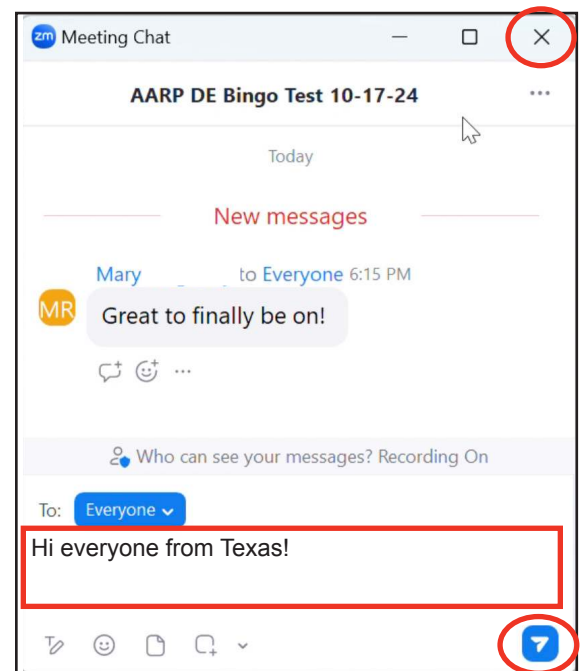 zm Meeting Chat
AARP DE Bingo Test 10-17-24
Today
New messages
Mary to Everyone 6:15 PM
MR
Great to finally be on!
Who can see your messages? Recording On
To: Everyone
Hi everyone from Texas!